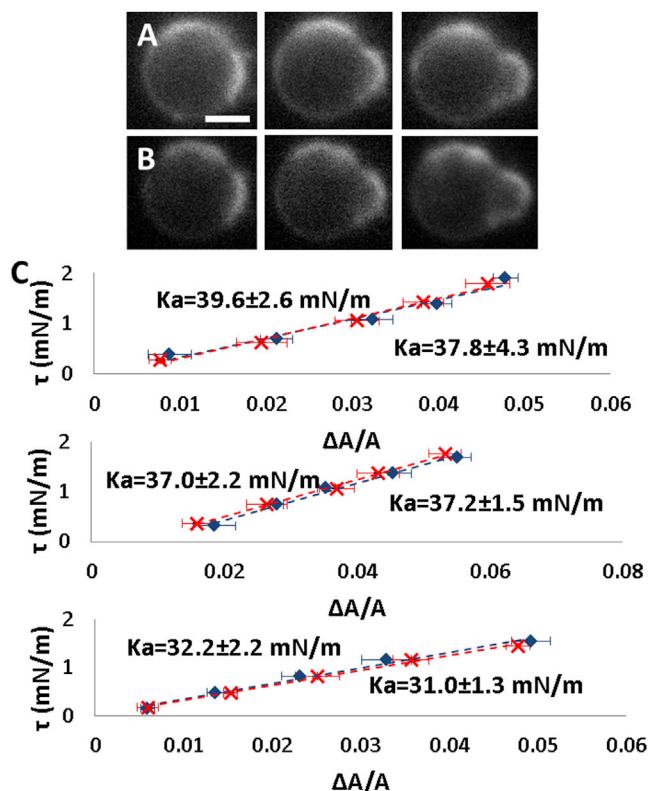 A
B
C
2
Ka=39.6±2.6 mN/m
1
Ka=37.8±4.3 mN/m
0
τ (mN/m)
0 0.01 0.02 0.03 0.04 0.05 0.06
ΔA/A
2
Ka=37.0±2.2 mN/m
1
Ka=37.2±1.5 mN/m
0
τ (mN/m)
0 0.02 0.04 0.06 0.08
ΔA/A
2
Ka=32.2±2.2 mN/m
1
Ka=31.0±1.3 mN/m
0
τ (mN/m)
0 0.01 0.02 0.03 0.04 0.05 0.06
ΔA/A